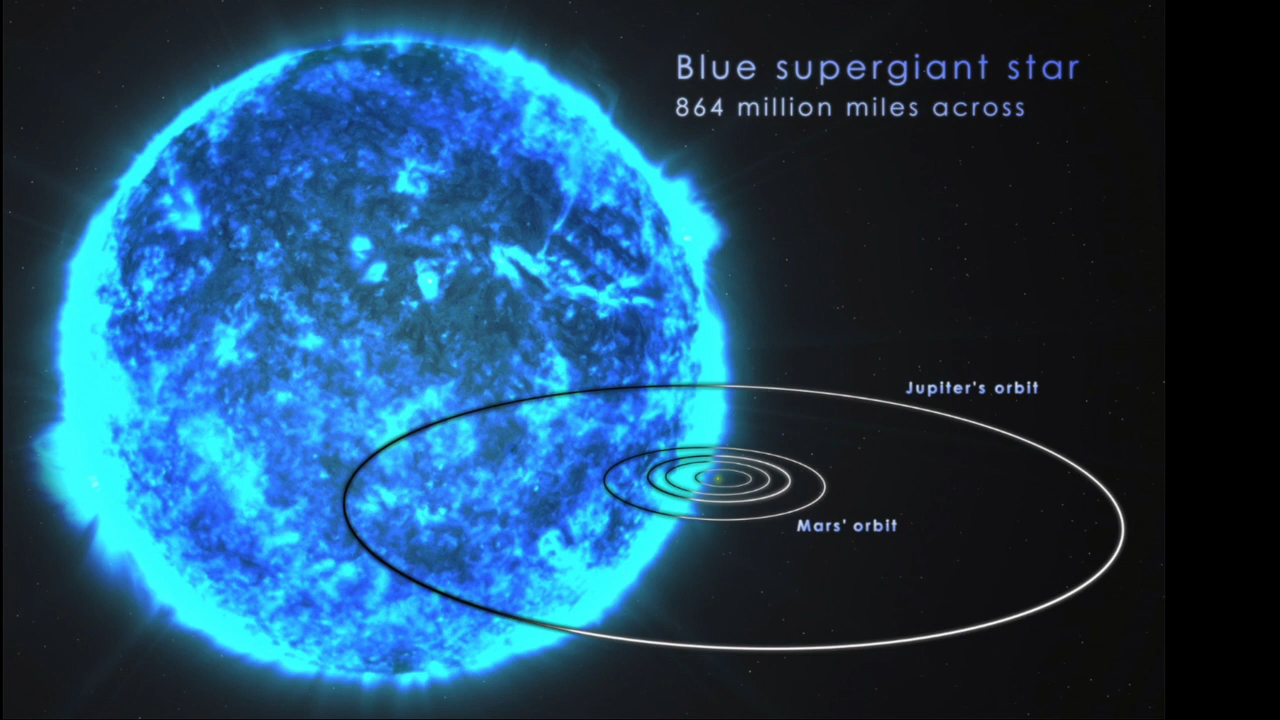 Blue supergiant star
864 million miles across
Jupiter's orbit
Mars' orbit